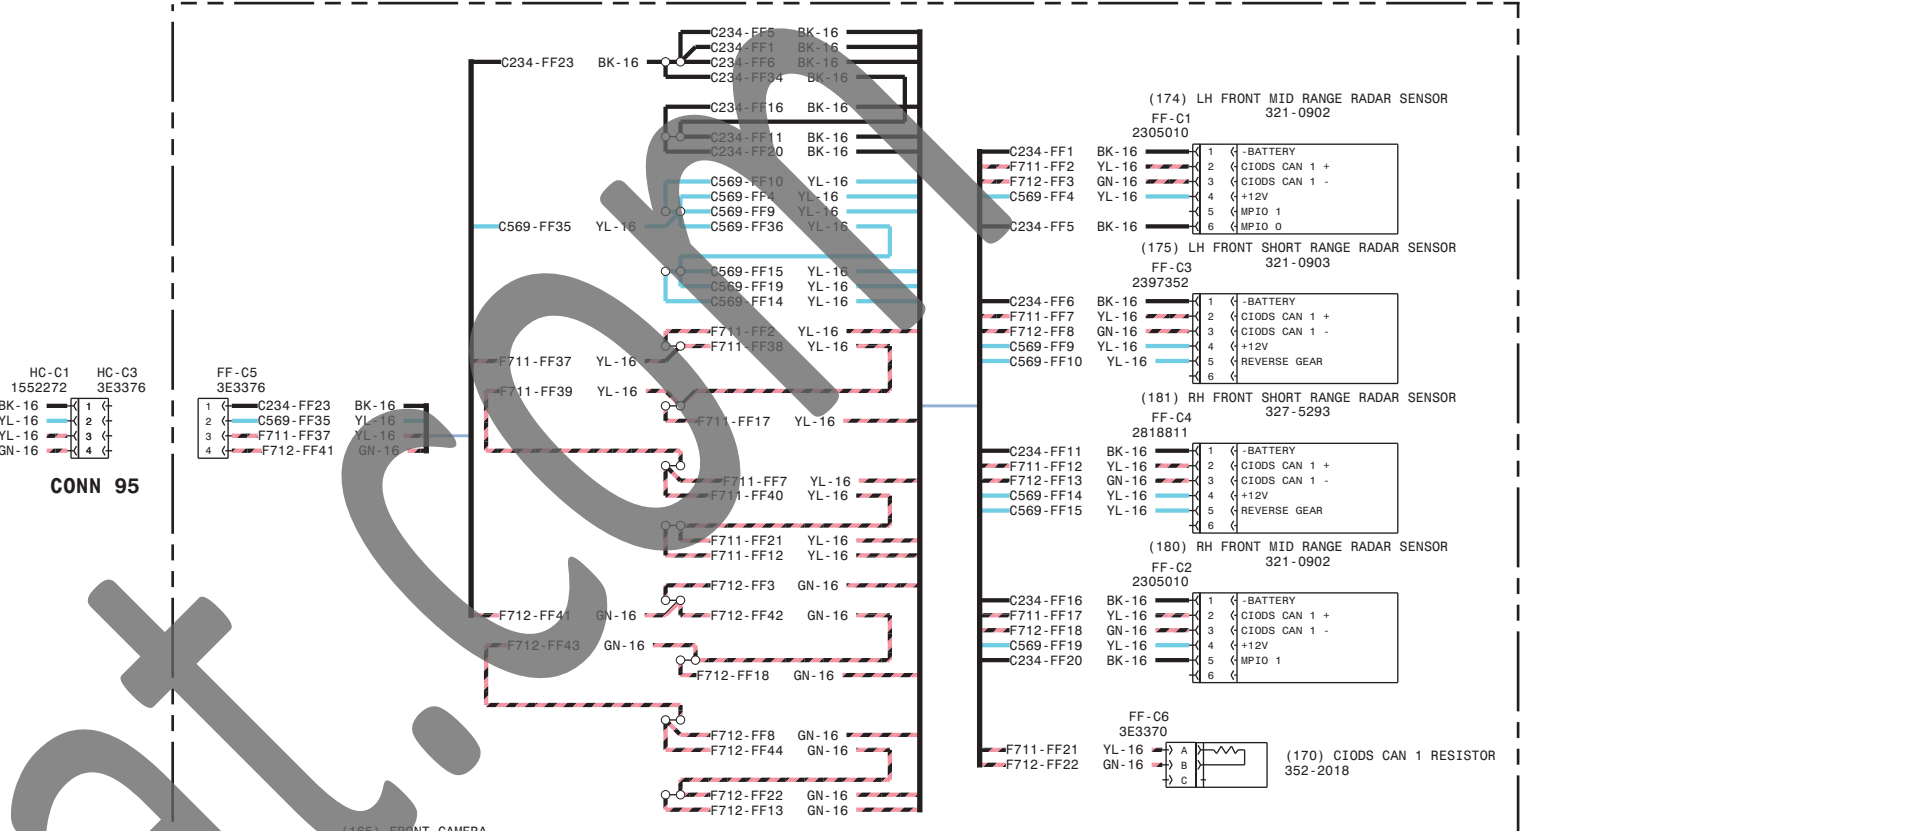 HC-C1 HC-C3
1552272 3E3376
BK-16 1
YL-16 2
YL-16 3
GN-16 4
CONN 95
FF-C5
3E3376
1 C234-FF23 BK-16
2 C569-FF35 YL-16
3 F711-FF37 YL-16
4 F712-FF41 GN-16
C234-FF23 BK-16
C569-FF35 YL-16
F711-FF37 YL-16
F711-FF39 YL-16
F712-FF41 GN-16
F712-FF43 GN-16
C234-FF5 BK-16
C234-FF1 BK-16
C234-FF6 BK-16
C234-FF34 BK-16
C234-FF16 BK-16
C234-FF11 BK-16
C234-FF20 BK-16
C569-FF10 YL-16
C569-FF4 YL-16
C569-FF9 YL-16
C569-FF36 YL-16
C569-FF15 YL-16
C569-FF19 YL-16
C569-FF14 YL-16
F711-FF2 YL-16
F711-FF38 YL-16
F711-FF17 YL-16
F711-FF7 YL-16
F711-FF40 YL-16
F711-FF21 YL-16
F711-FF12 YL-16
F712-FF3 GN-16
F712-FF42 GN-16
F712-FF18 GN-16
F712-FF8 GN-16
F712-FF44 GN-16
F712-FF22 GN-16
F712-FF13 GN-16
(174) LH FRONT MID RANGE RADAR SENSOR
321-0902
FF-C1
2305010
C234-FF1 BK-16 1 -BATTERY
F711-FF2 YL-16 2 CIODS CAN 1 +
F712-FF3 GN-16 3 CIODS CAN 1 -
C569-FF4 YL-16 4 +12V
5 MPIO 1
C234-FF5 BK-16 6 MPIO 0
(175) LH FRONT SHORT RANGE RADAR SENSOR
321-0903
FF-C3
2397352
C234-FF6 BK-16 1 -BATTERY
F711-FF7 YL-16 2 CIODS CAN 1 +
F712-FF8 GN-16 3 CIODS CAN 1 -
C569-FF9 YL-16 4 +12V
C569-FF10 YL-16 5 REVERSE GEAR
6
(181) RH FRONT SHORT RANGE RADAR SENSOR
327-5293
FF-C4
2818811
C234-FF11 BK-16 1 -BATTERY
F711-FF12 YL-16 2 CIODS CAN 1 +
F712-FF13 GN-16 3 CIODS CAN 1 -
C569-FF14 YL-16 4 +12V
C569-FF15 YL-16 5 REVERSE GEAR
6
(180) RH FRONT MID RANGE RADAR SENSOR
321-0902
FF-C2
2305010
C234-FF16 BK-16 1 -BATTERY
F711-FF17 YL-16 2 CIODS CAN 1 +
F712-FF18 GN-16 3 CIODS CAN 1 -
C569-FF19 YL-16 4 +12V
C234-FF20 BK-16 5 MPIO 1
6
FF-C6
3E3370
F711-FF21 YL-16 A
F712-FF22 GN-16 B
C
(170) CIODS CAN 1 RESISTOR
352-2018
(165) FRONT CAMERA
at.com